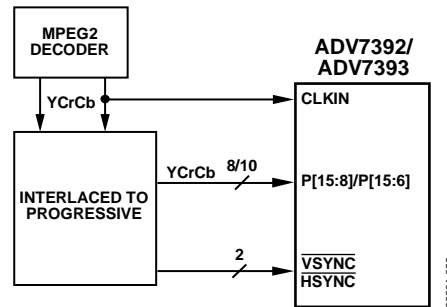 MPEG2
DECODER
ADV7392/
ADV7393
YCrCb
CLKIN
INTERLACED TO
PROGRESSIVE
YCrCb
8/10
P[15:8]/P[15:6]
2
VSYNC
HSYNC